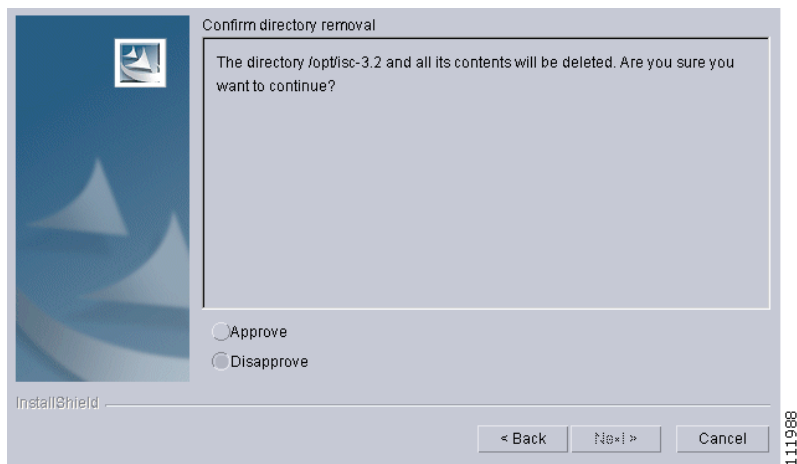 Confirm directory removal
The directory /opt/isc-3.2 and all its contents will be deleted. Are you sure you
want to continue?
Approve
Disapprove
InstallShield
< Back
Next >
Cancel
111988